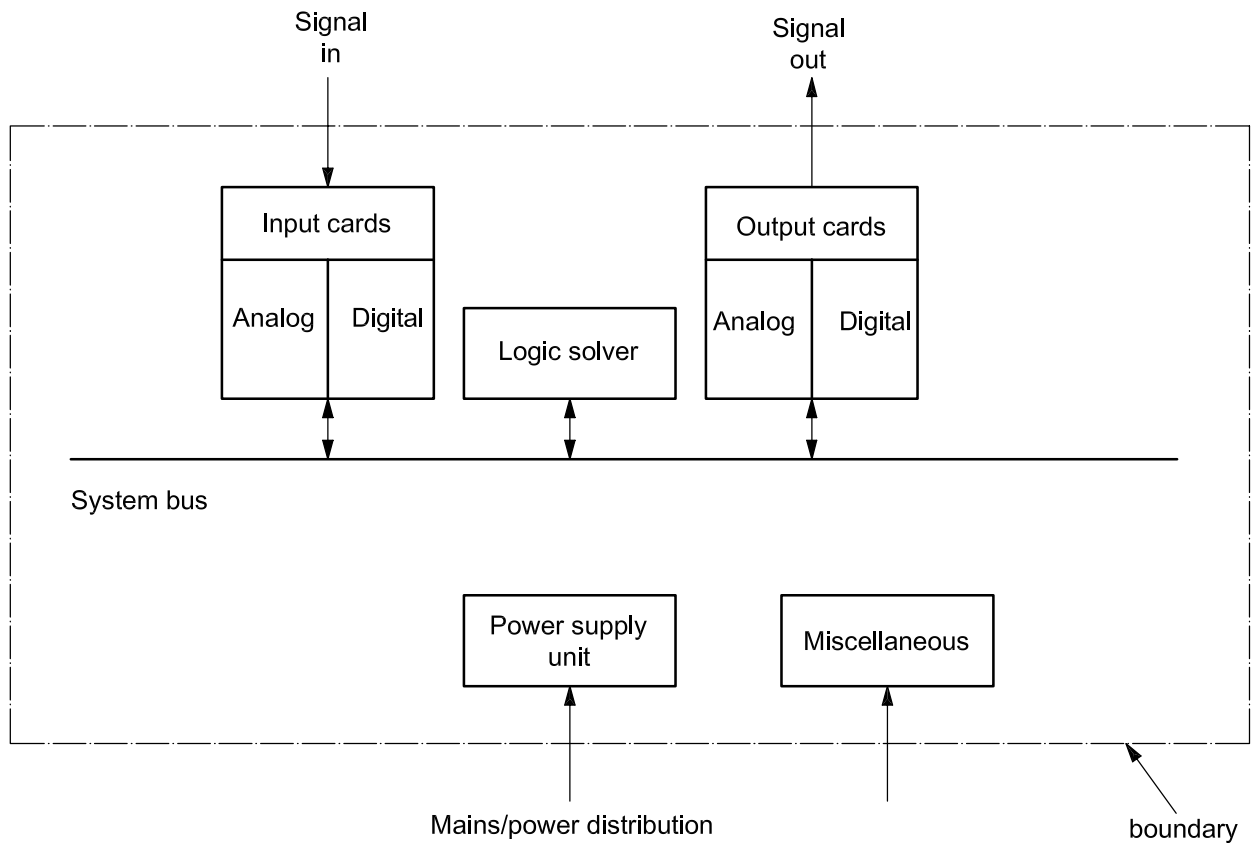 Signal
in
Signal
out
Input cards
Output cards
Analog
Digital
Analog
Digital
Logic solver
System bus
Power supply
unit
Miscellaneous
Mains/power distribution
boundary